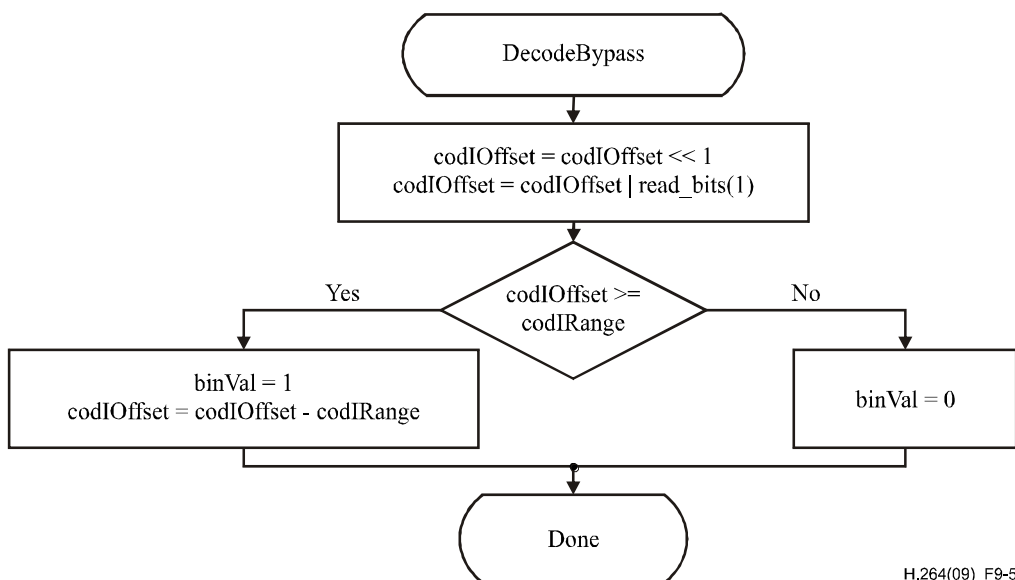 DecodeBypass
codIOffset = codIOffset << 1
codIOffset = codIOffset | read_bits(1)
codIOffset >=
codIRange
Yes
No
binVal = 1
codIOffset = codIOffset - codIRange
binVal = 0
Done
H.264(09)_F9-5